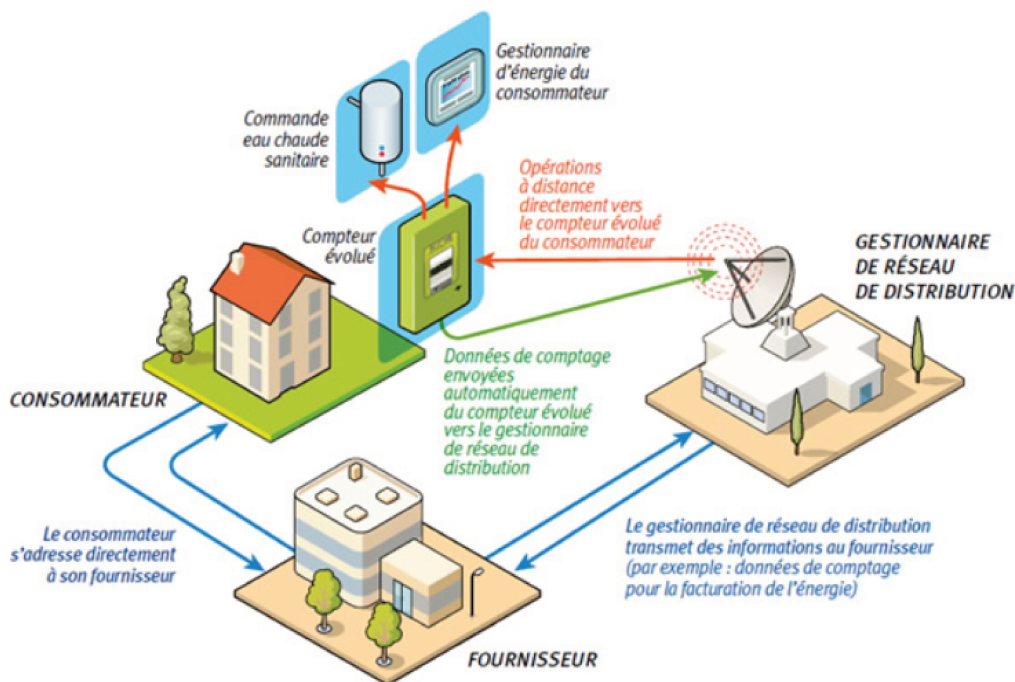 Gestionnaire
d'énergie du
consommateur
Commande
eau chaude
sanitaire
Opérations
à distance
directement vers
le compteur évolué
du consommateur
Compteur
évolué
GESTIONNAIRE
DE RÉSEAU
DE DISTRIBUTION
Données de comptage
envoyées
automatiquement
du compteur évolué
vers le gestionnaire
de réseau de
distribution
CONSOMMATEUR
Le consommateur
s'adresse directement
à son fournisseur
Le gestionnaire de réseau de distribution
transmet des informations au fournisseur
(par exemple : données de comptage
pour la facturation de l'énergie)
FOURNISSEUR